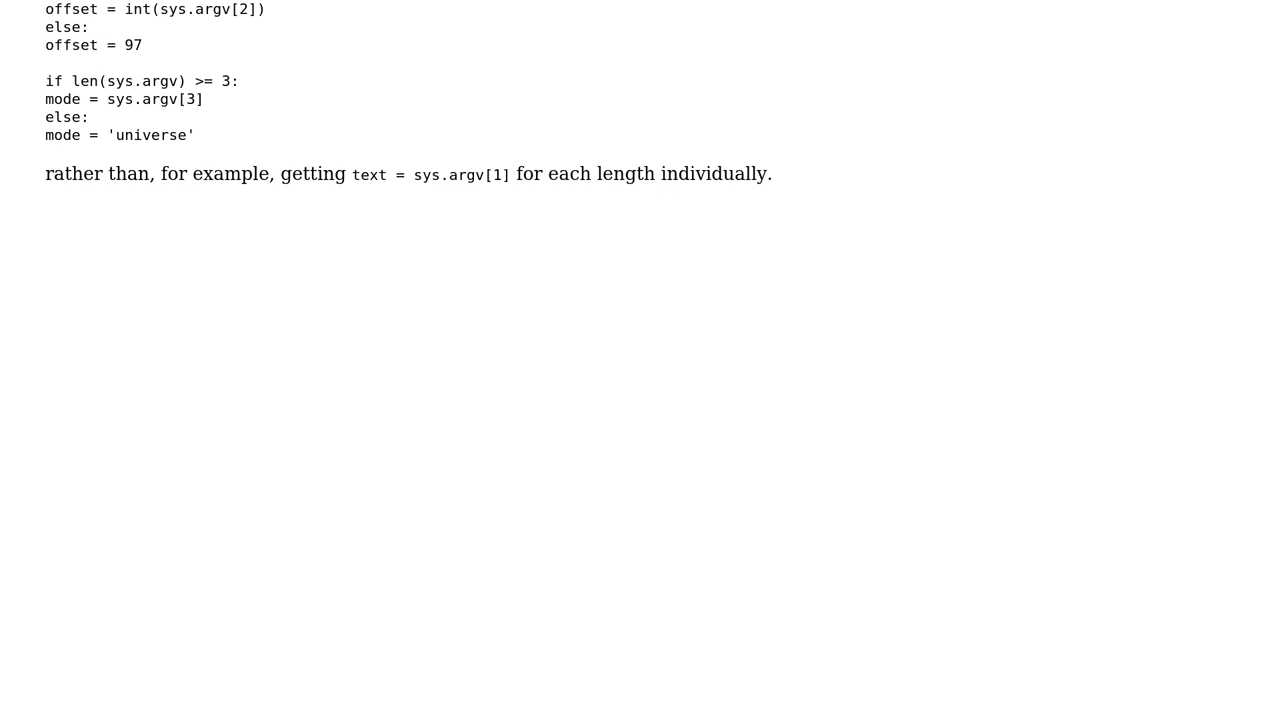 offset = int(sys.argv[2])
else:
offset = 97

if len(sys.argv) >= 3:
mode = sys.argv[3]
else:
mode = 'universe'

rather than, for example, getting text = sys.argv[1] for each length individually.